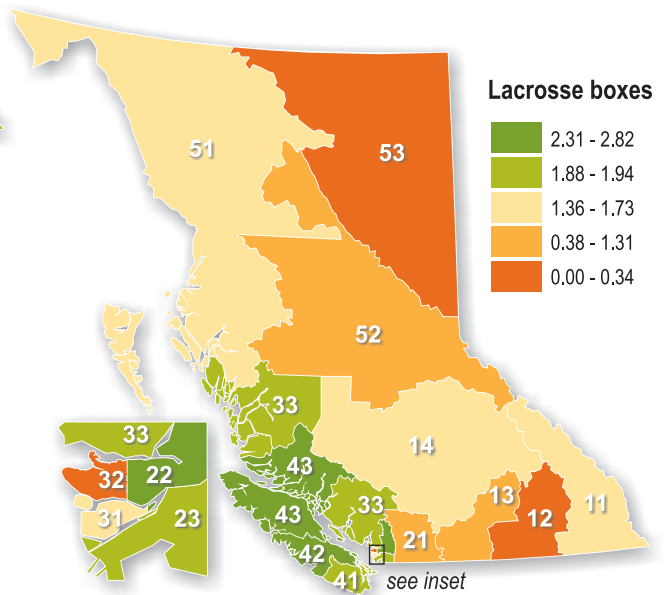 Lacrosse boxes
2.31 - 2.82
1.88 - 1.94
1.36 - 1.73
0.38 - 1.31
0.00 - 0.34
51
53
52
33
14
43
33
13
11
12
43
21
42
41
see inset
33
32
22
31
23